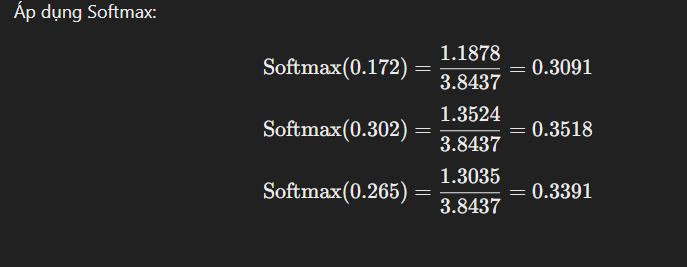 Áp dụng Softmax:
Softmax(0.172) = 1.1878/3.8437 = 0.3091
Softmax(0.302) = 1.3524/3.8437 = 0.3518
Softmax(0.265) = 1.3035/3.8437 = 0.3391